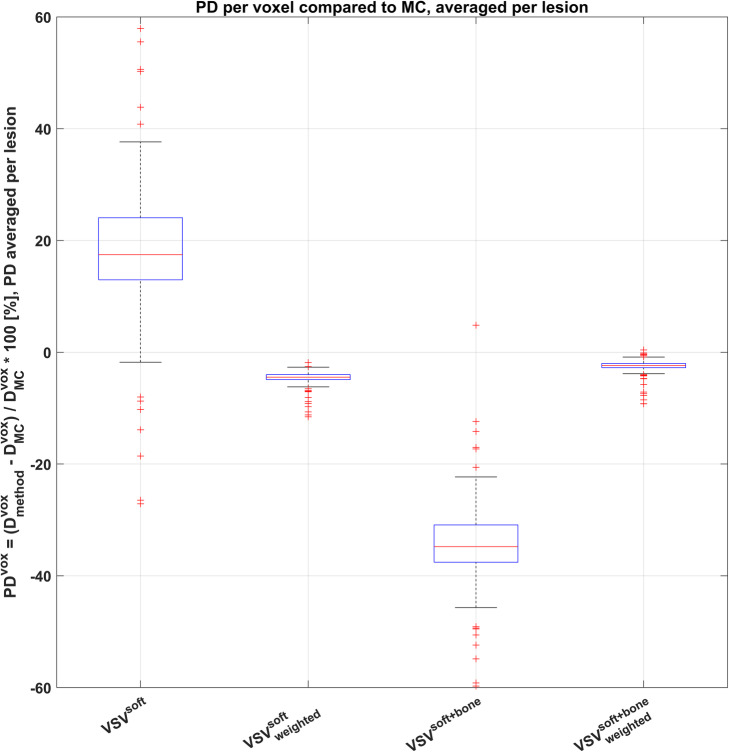 PD per voxel compared to MC, averaged per lesion
PD^vox = (D^vox_method - D^vox_MC) / D^vox_MC * 100 [%], PD averaged per lesion
60
40
20
0
-20
-40
-60
VSV^soft
VSV^soft_weighted
VSV^soft+bone
VSV^soft+bone_weighted